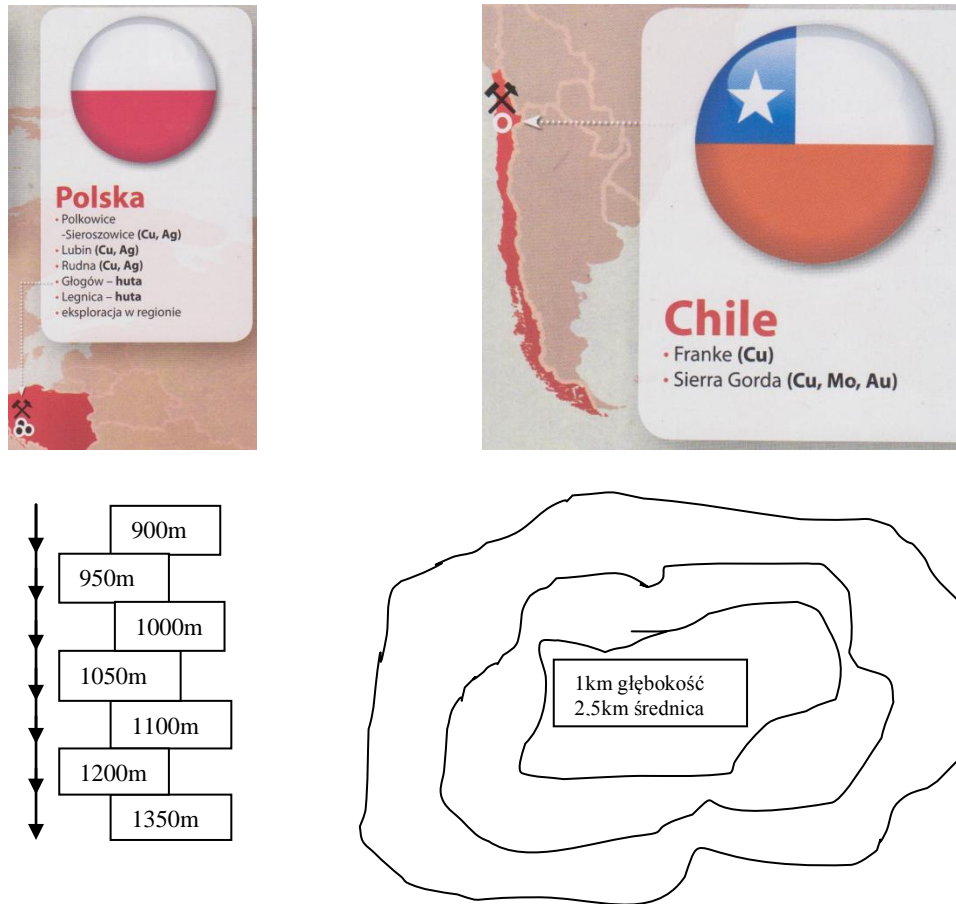 Polska
• Polkowice
-Sieroszowice (Cu, Ag)
• Lubin (Cu, Ag)
• Rudna (Cu, Ag)
• Głogów – huta
• Legnica – huta
• eksploracja w regionie
Chile
• Franke (Cu)
• Sierra Gorda (Cu, Mo, Au)
900m
950m
1000m
1050m
1100m
1200m
1350m
1km głębokość
2,5km średnica